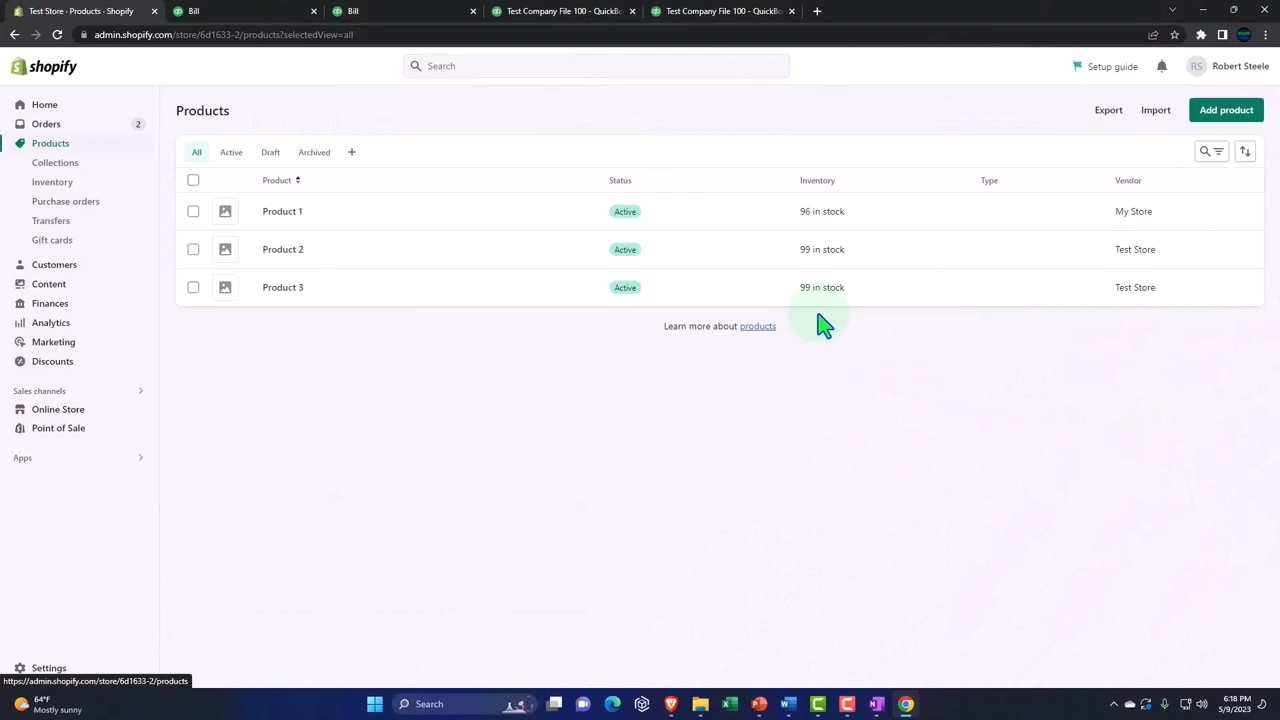 Test Store · Products · Shopify
Bill
Bill
Test Company File 100 - QuickBo
Test Company File 100 - QuickBo
admin.shopify.com/store/6d1633-2/products?selectedView=all
shopify
Search
Setup guide
RS
Robert Steele
Home
Orders
2
Products
Collections
Inventory
Purchase orders
Transfers
Gift cards
Customers
Content
Finances
Analytics
Marketing
Discounts
Sales channels
Online Store
Point of Sale
Apps
Settings
https://admin.shopify.com/store/6d1633-2/products
Products
Export
Import
Add product
All
Active
Draft
Archived
Product
Status
Inventory
Type
Vendor
Product 1
Active
96 in stock
My Store
Product 2
Active
99 in stock
Test Store
Product 3
Active
99 in stock
Test Store
Learn more about products
64°F
Mostly sunny
Search
6:18 PM
5/9/2023